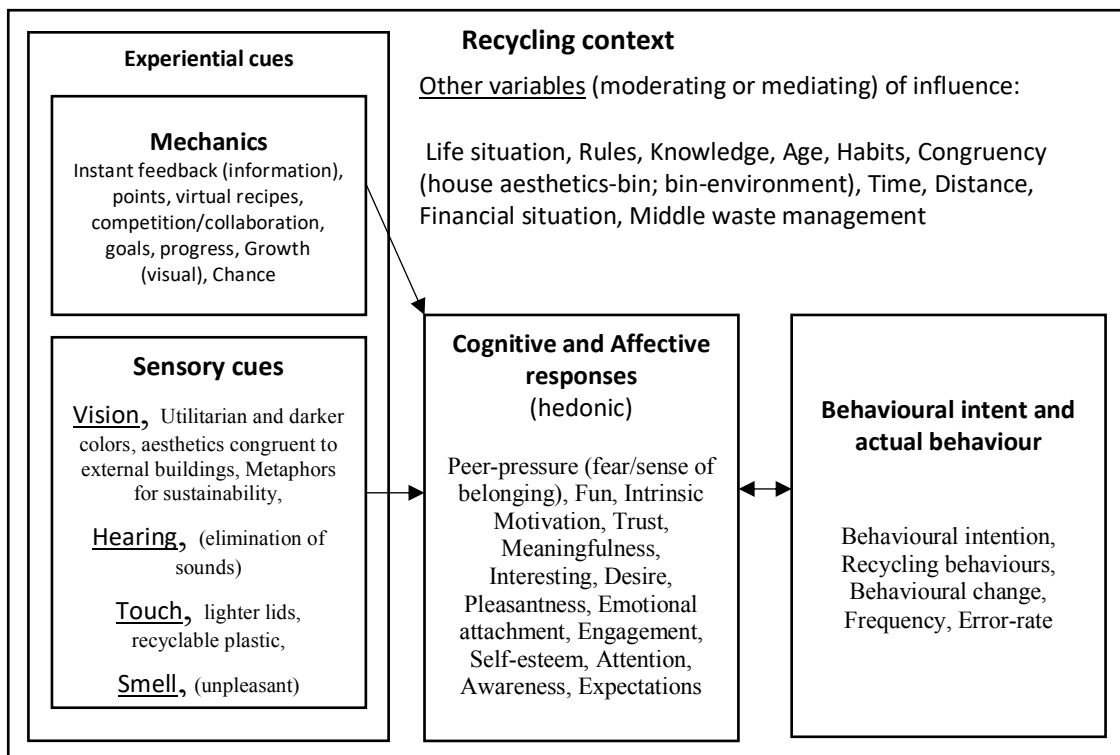 Experiential cues
Mechanics
Instant feedback (information),
points, virtual recipes,
competition/collaboration,
goals, progress, Growth
(visual), Chance
Sensory cues
Vision, Utilitarian and darker
colors, aesthetics congruent to
external buildings, Metaphors
for sustainability,
Hearing, (elimination of
sounds)
Touch, lighter lids,
recyclable plastic,
Smell, (unpleasant)
Recycling context
Other variables (moderating or mediating) of influence:
Life situation, Rules, Knowledge, Age, Habits, Congruency
(house aesthetics-bin; bin-environment), Time, Distance,
Financial situation, Middle waste management
Cognitive and Affective
responses
(hedonic)
Peer-pressure (fear/sense of
belonging), Fun, Intrinsic
Motivation, Trust,
Meaningfulness,
Interesting, Desire,
Pleasantness, Emotional
attachment, Engagement,
Self-esteem, Attention,
Awareness, Expectations
Behavioural intent and
actual behaviour
Behavioural intention,
Recycling behaviours,
Behavioural change,
Frequency, Error-rate